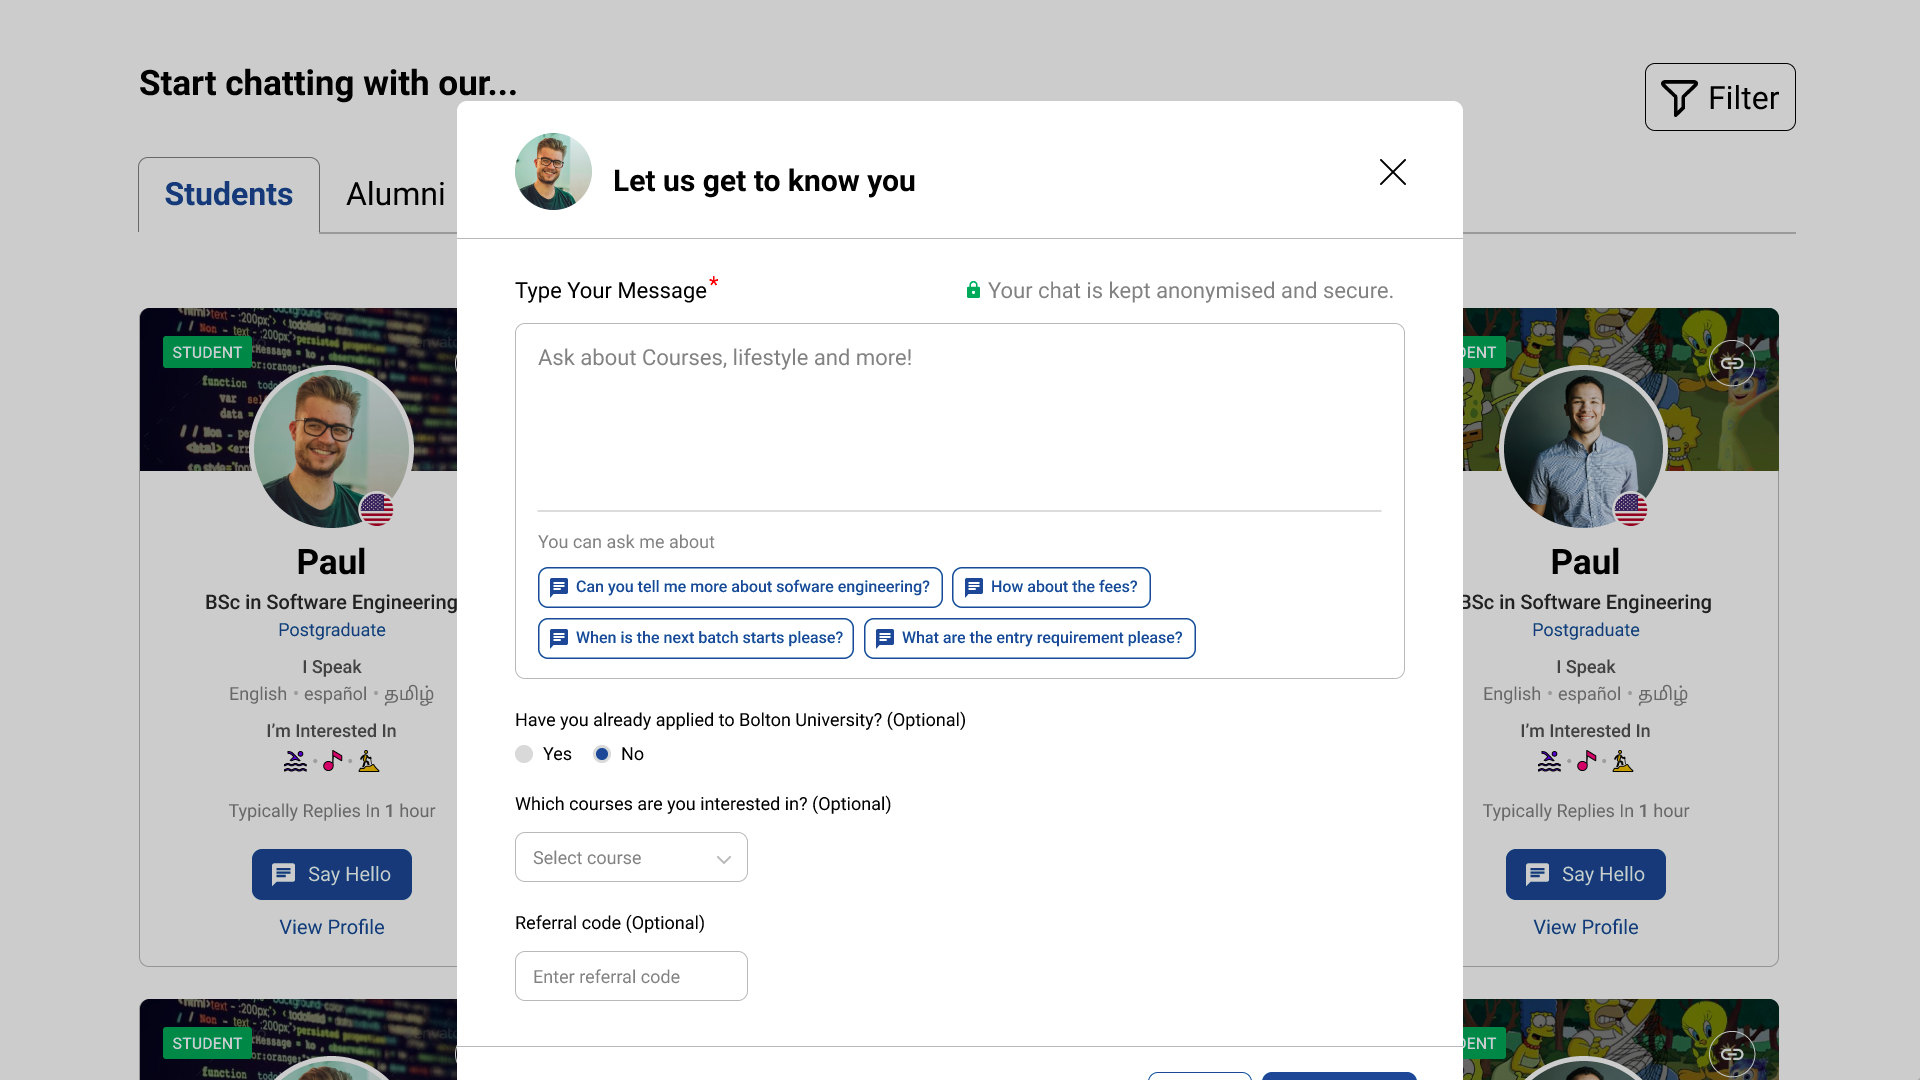 Start chatting with our...
Filter
Students
Alumni
Let us get to know you
Type Your Message*
Your chat is kept anonymised and secure.
Ask about Courses, lifestyle and more!
You can ask me about
Can you tell me more about sofware engineering?
How about the fees?
When is the next batch starts please?
What are the entry requirement please?
Have you already applied to Bolton University? (Optional)
Yes
No
Which courses are you interested in? (Optional)
Select course
Referral code (Optional)
Enter referral code
STUDENT
Paul
BSc in Software Engineering
Postgraduate
I Speak
English • español • தமிழ்
I'm Interested In
Typically Replies In 1 hour
Say Hello
View Profile
DENT
Paul
BSc in Software Engineering
Postgraduate
I Speak
English • español • தமிழ்
I'm Interested In
Typically Replies In 1 hour
Say Hello
View Profile
STUDENT
DENT